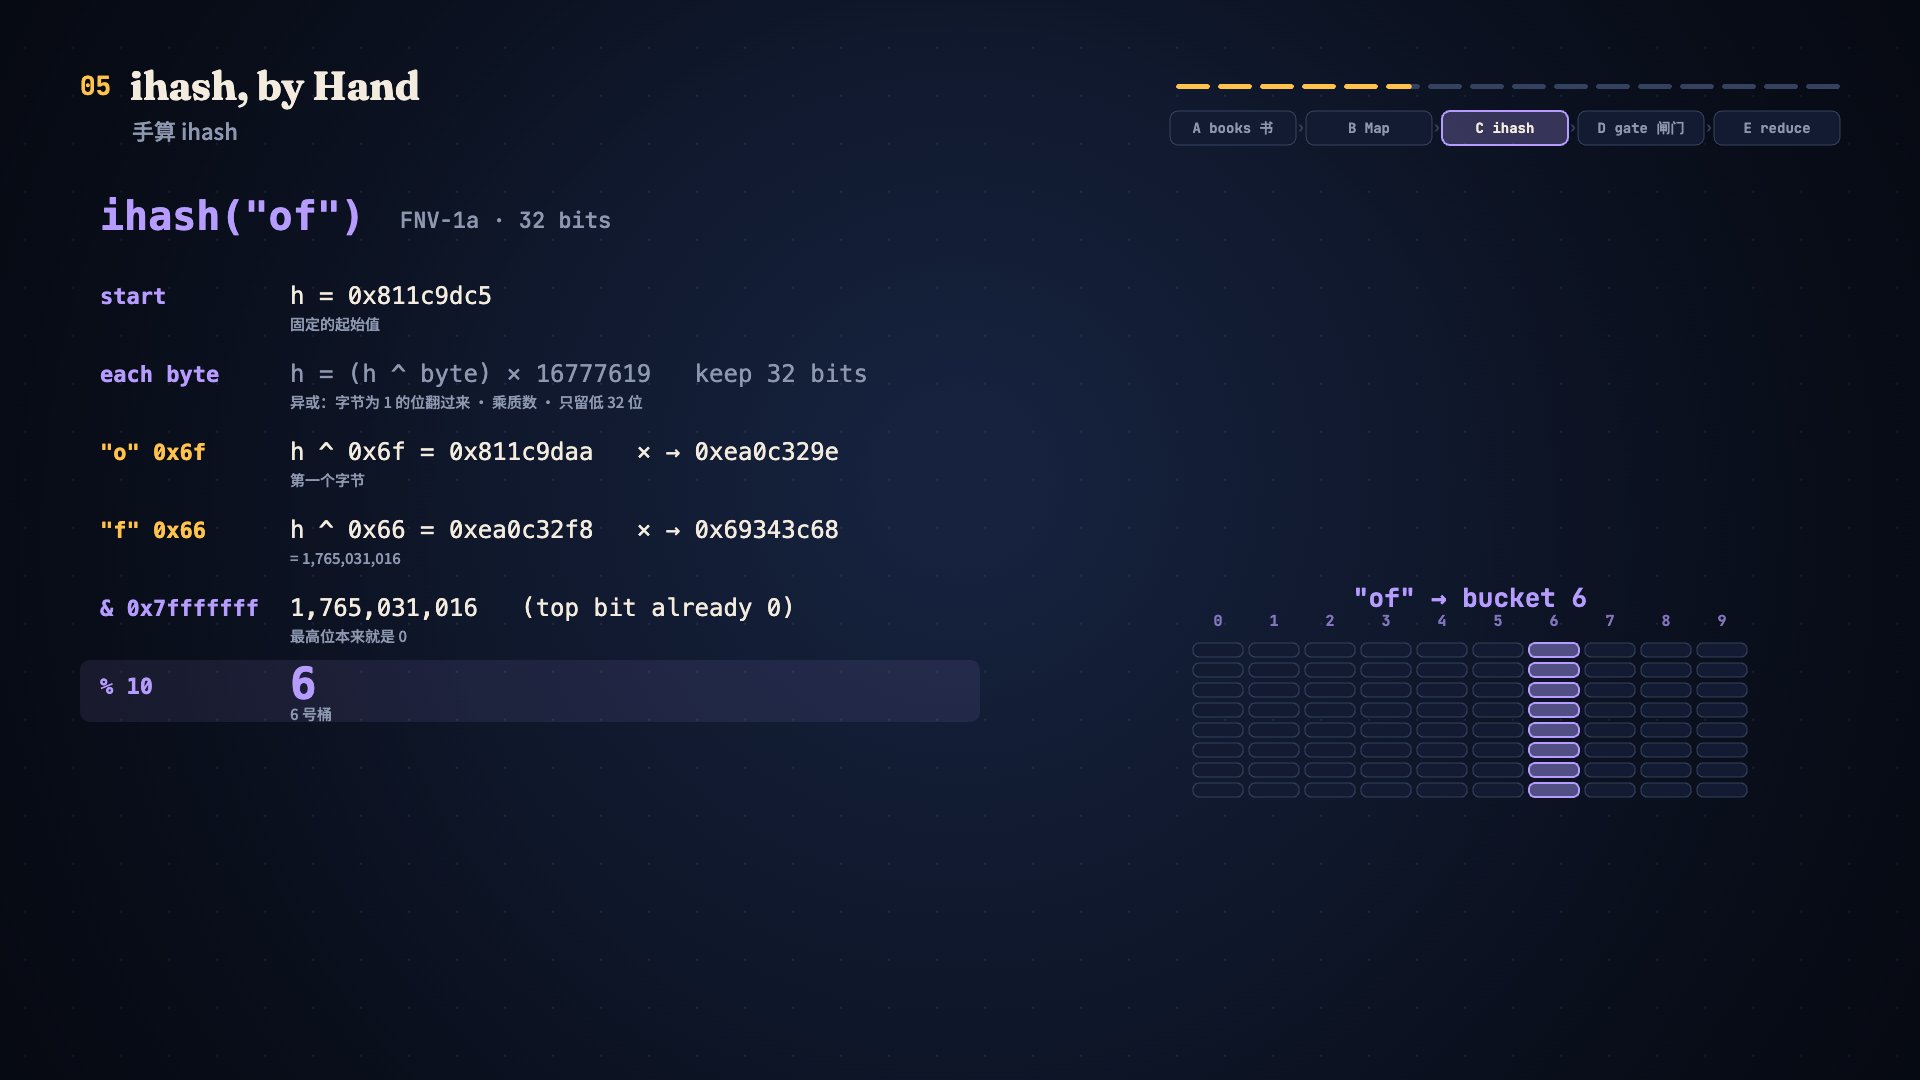 05 ihash, by Hand
手算 ihash
A books 书 › B Map › C ihash › D gate 闸门 › E reduce
ihash("of") FNV-1a · 32 bits
start h = 0x811c9dc5
固定的起始值
each byte h = (h ^ byte) × 16777619 keep 32 bits
异或：字节为 1 的位翻过来 · 乘质数 · 只留低 32 位
"o" 0x6f h ^ 0x6f = 0x811c9daa × → 0xea0c329e
第一个字节
"f" 0x66 h ^ 0x66 = 0xea0c32f8 × → 0x69343c68
= 1,765,031,016
& 0x7fffffff 1,765,031,016 (top bit already 0)
最高位本来就是 0
% 10 6
6 号桶
"of" → bucket 6
0 1 2 3 4 5 6 7 8 9